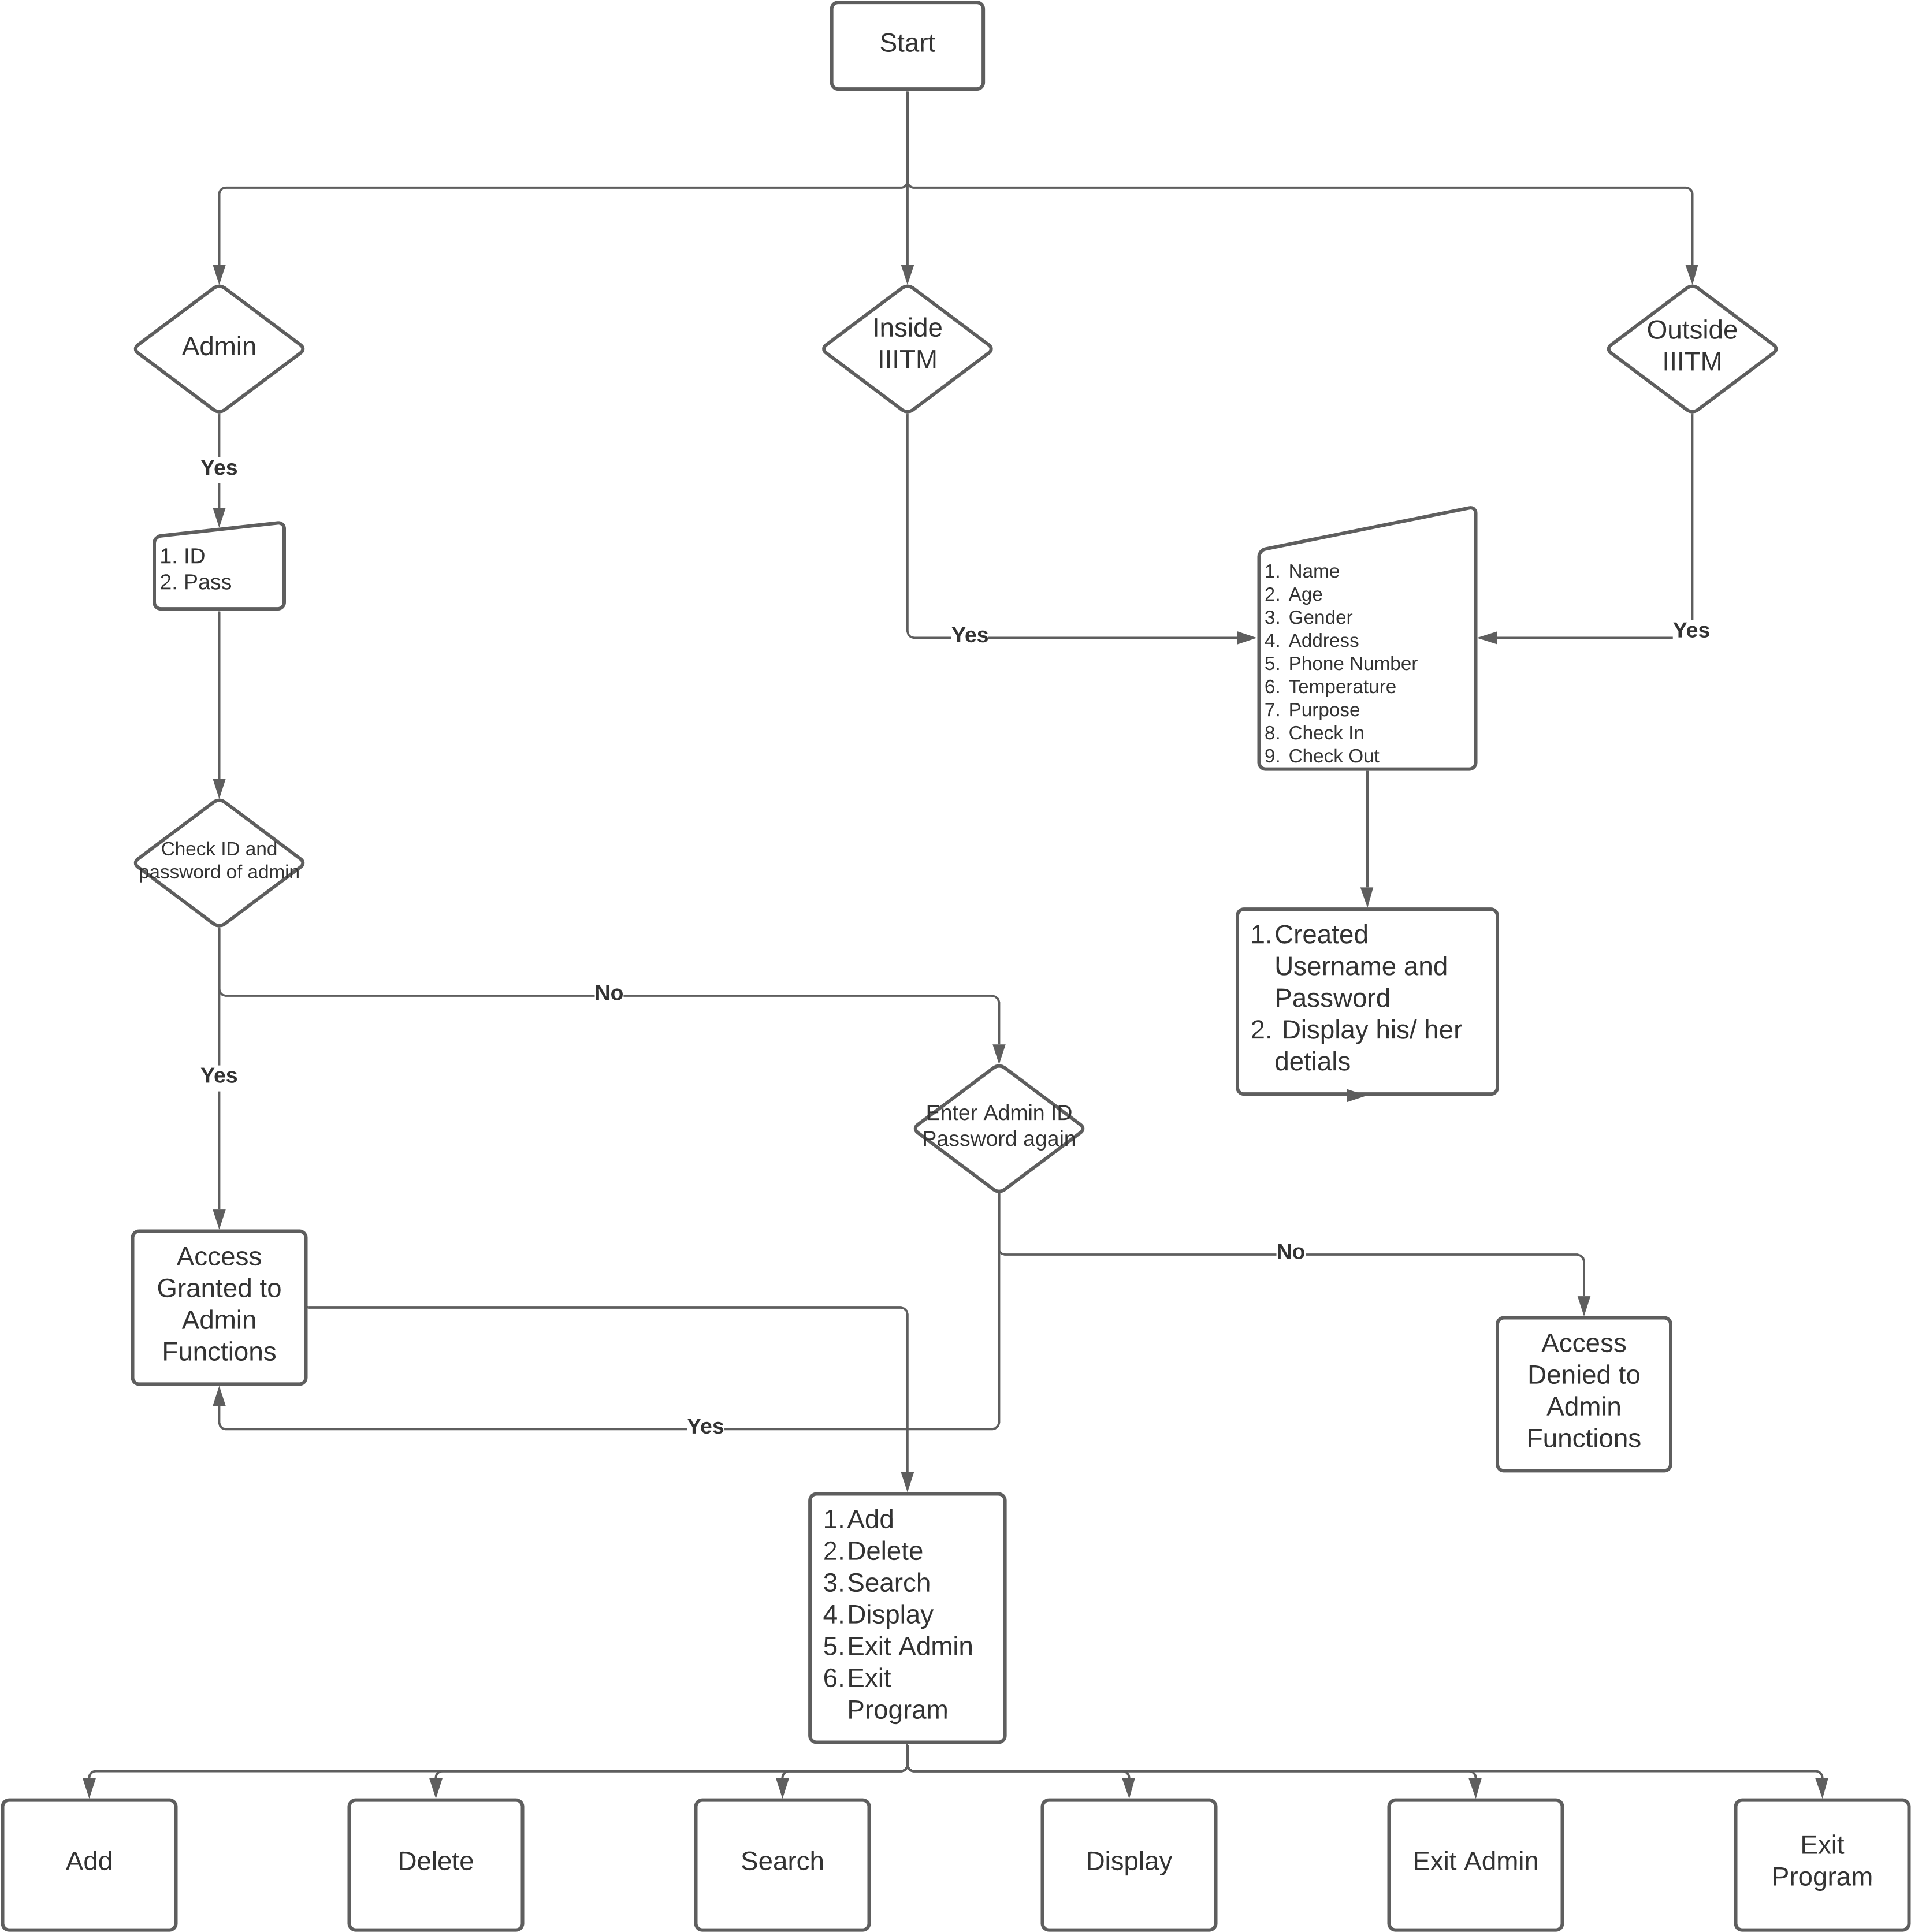 Start
Admin
Inside
IIITM
Outside
IIITM
Yes
1. ID
2. Pass
1. Name
2. Age
3. Gender
4. Address
5. Phone Number
6. Temperature
7. Purpose
8. Check In
9. Check Out
Yes
Yes
Check ID and
password of admin
1. Created
Username and
Password
2. Display his/ her
detials
No
Yes
Enter Admin ID
Password again
Access
Granted to
Admin
Functions
No
Access
Denied to
Admin
Functions
Yes
1. Add
2. Delete
3. Search
4. Display
5. Exit Admin
6. Exit
Program
Add
Delete
Search
Display
Exit Admin
Exit
Program